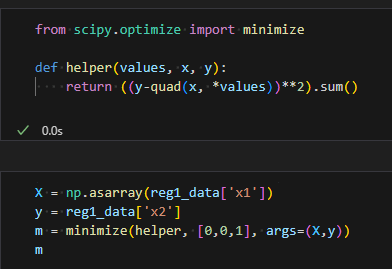 from scipy.optimize import minimize
def helper(values, x, y):
    return ((y-quad(x, *values))**2).sum()
0.0s
X = np.asarray(reg1_data['x1'])
y = reg1_data['x2']
m = minimize(helper, [0,0,1], args=(X,y))
m